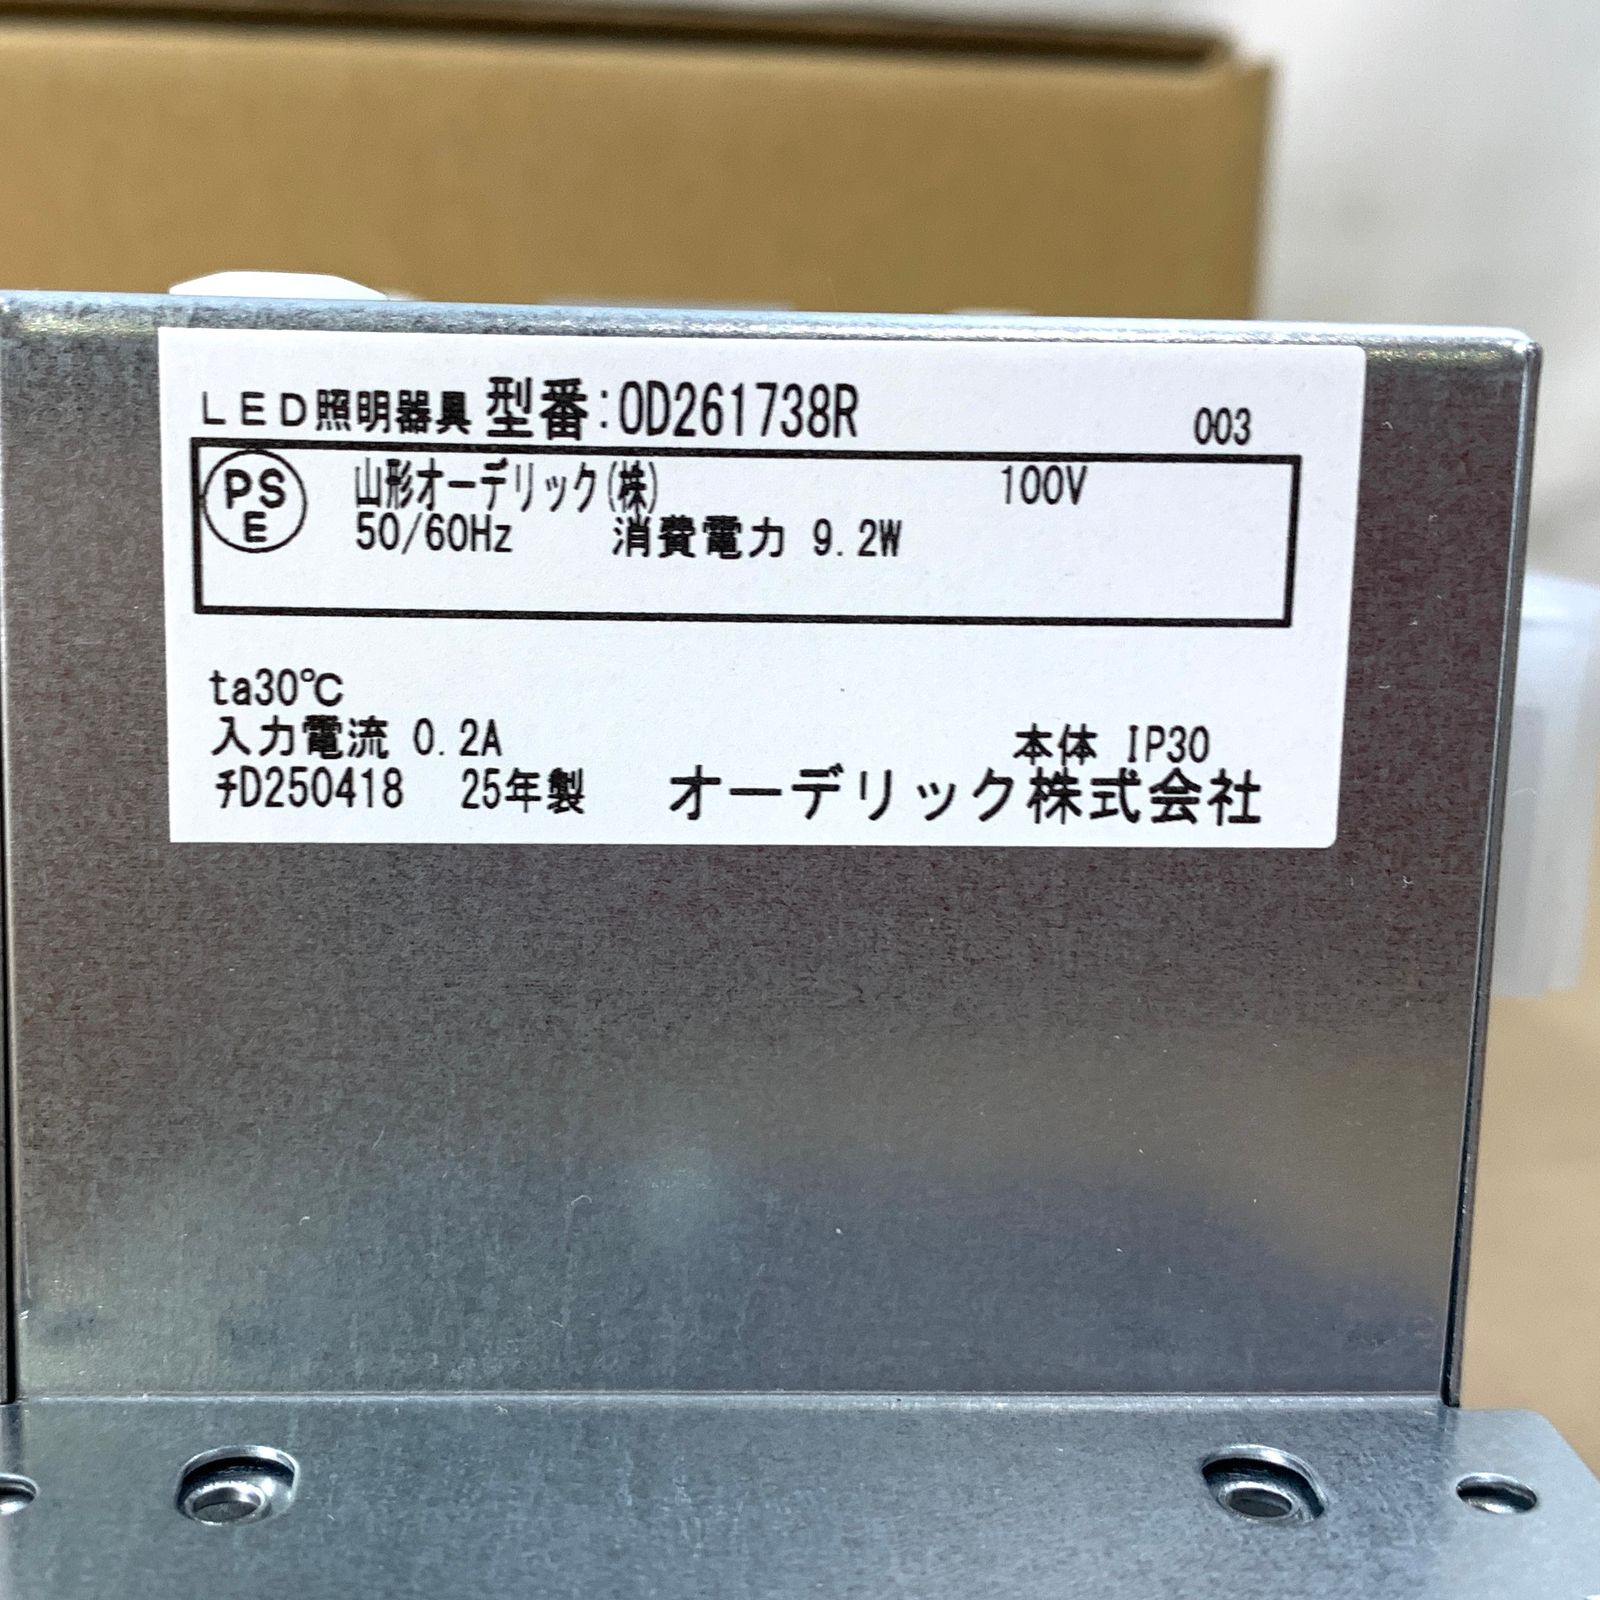 LED照明器具 型番:OD261738R 003
PS E 山形オーデリック(株) 100V
50/60Hz 消費電力 9.2W
ta30℃
入力電流 0.2A 本体 IP30
チD250418 25年製 オーデリック株式会社